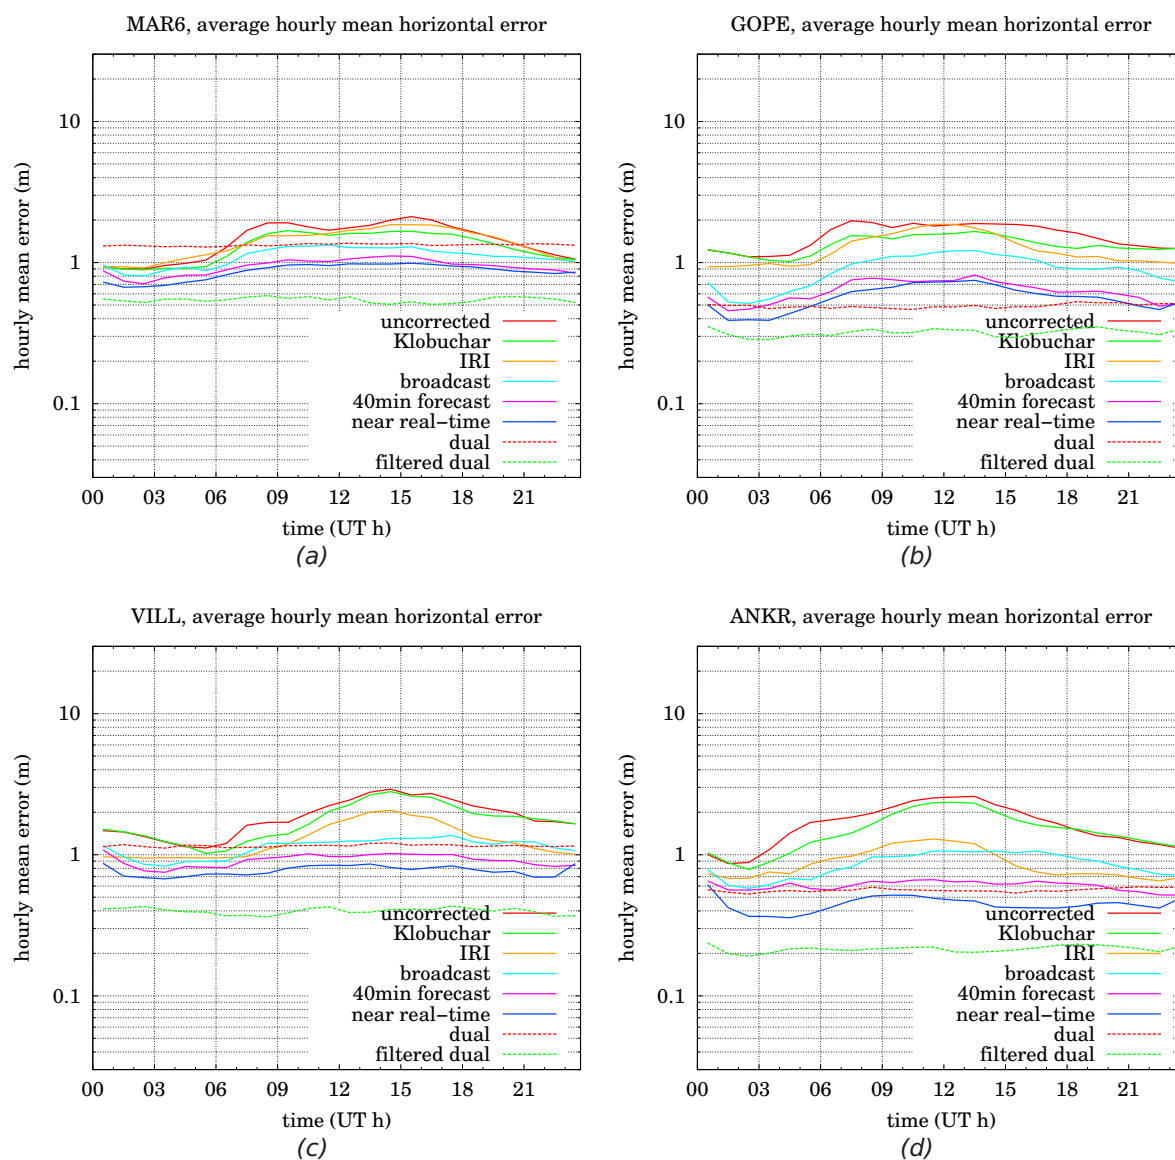 MAR6, average hourly mean horizontal error
hourly mean error (m)
10
1
0.1
uncorrected
Klobuchar
IRI
broadcast
40min forecast
near real−time
dual
filtered dual
00 03 06 09 12 15 18 21
time (UT h)
(a)
GOPE, average hourly mean horizontal error
hourly mean error (m)
10
1
0.1
uncorrected
Klobuchar
IRI
broadcast
40min forecast
near real−time
dual
filtered dual
00 03 06 09 12 15 18 21
time (UT h)
(b)
VILL, average hourly mean horizontal error
hourly mean error (m)
10
1
0.1
uncorrected
Klobuchar
IRI
broadcast
40min forecast
near real−time
dual
filtered dual
00 03 06 09 12 15 18 21
time (UT h)
(c)
ANKR, average hourly mean horizontal error
hourly mean error (m)
10
1
0.1
uncorrected
Klobuchar
IRI
broadcast
40min forecast
near real−time
dual
filtered dual
00 03 06 09 12 15 18 21
time (UT h)
(d)